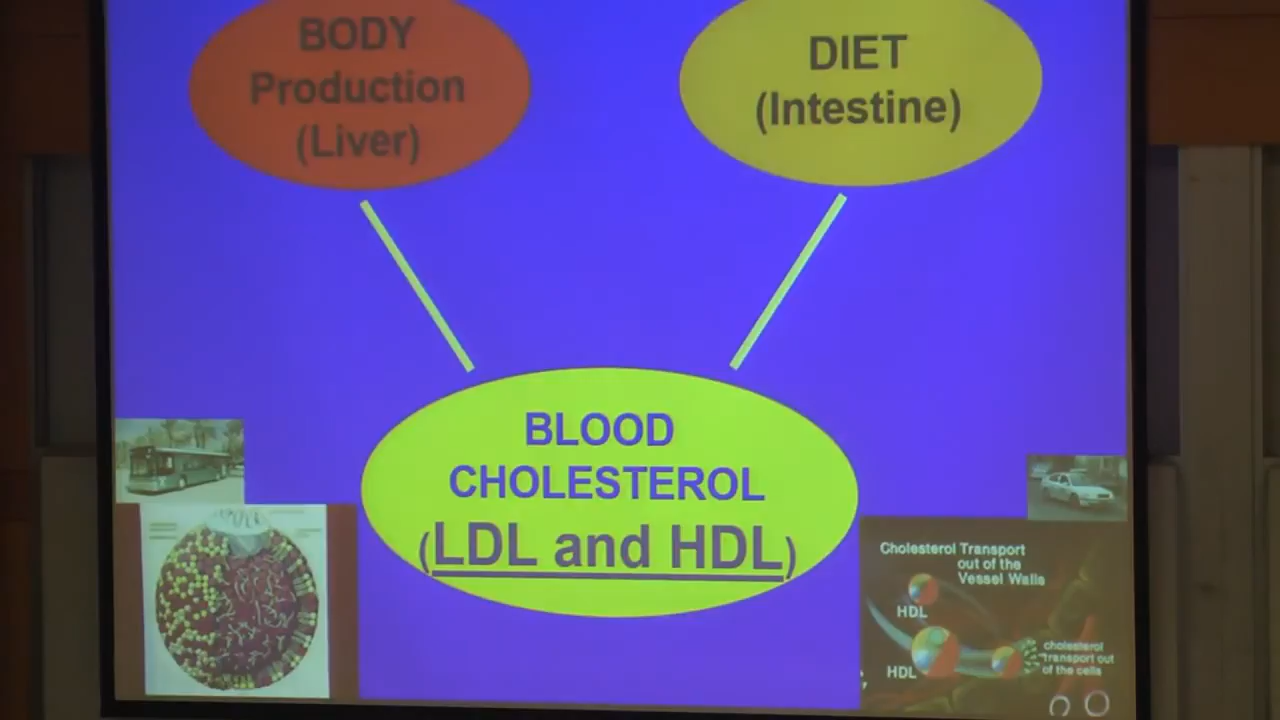 BODY
Production
(Liver)
DIET
(Intestine)
BLOOD
CHOLESTEROL
(LDL and HDL)
Cholesterol Transport
out of the
Vessel Walls
HDL
HDL
cholesterol
transport out
of the cells